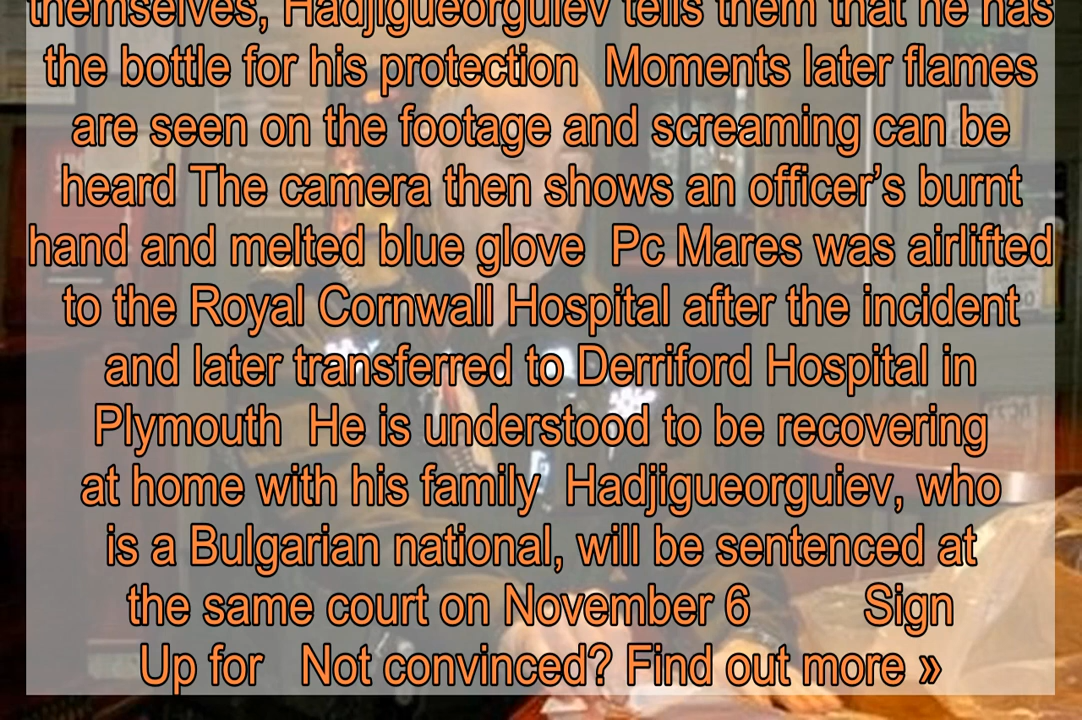 themselves, Hadjigueorguiev tells them that he has
the bottle for his protection  Moments later flames
are seen on the footage and screaming can be
heard The camera then shows an officer’s burnt
hand and melted blue glove  Pc Mares was airlifted
to the Royal Cornwall Hospital after the incident
and later transferred to Derriford Hospital in
Plymouth  He is understood to be recovering
at home with his family  Hadjigueorguiev, who
is a Bulgarian national, will be sentenced at
the same court on November 6          Sign
Up for   Not convinced? Find out more »